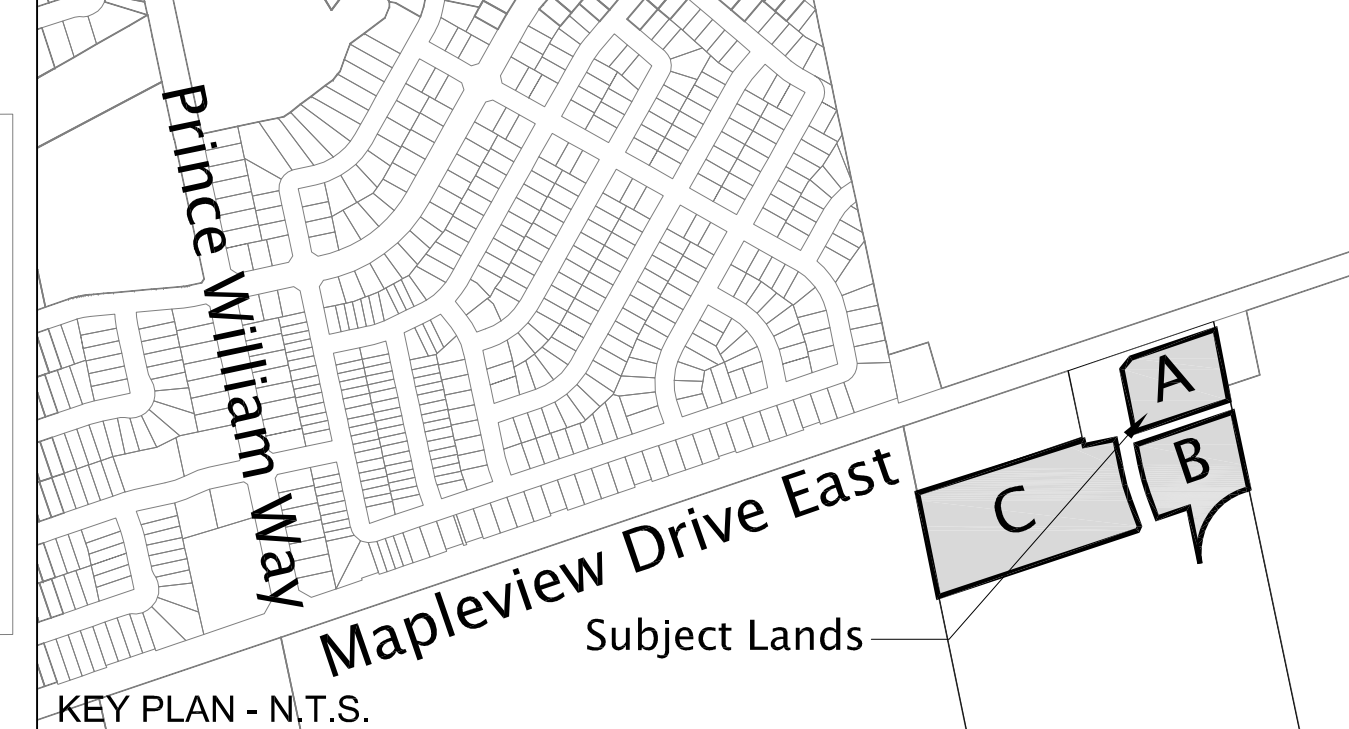 Prince William Way
A
B
C
Mapleview Drive East
Subject Lands
KEY PLAN - N.T.S.